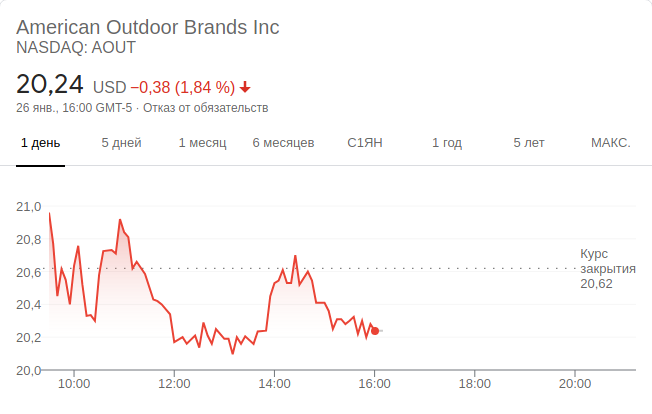 American Outdoor Brands Inc
NASDAQ: AOUT
20,24 USD −0,38 (1,84 %)
26 янв., 16:00 GMT-5 · Отказ от обязательств
1 день 5 дней 1 месяц 6 месяцев С1ЯН 1 год 5 лет МАКС.
21,0
20,8
Курс
закрытия
20,62
20,6
20,4
20,2
20,0
10:00 12:00 14:00 16:00 18:00 20:00